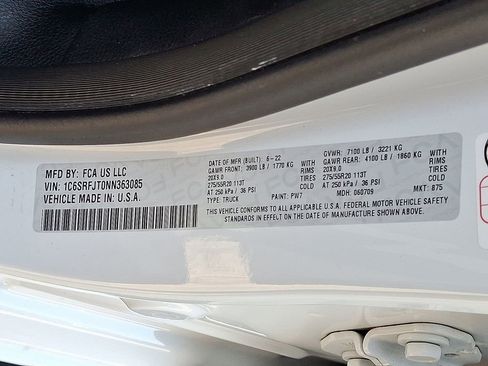 MFD BY: FCA US LLC
VIN: 1C6SRFJT0NN363085
VEHICLE MADE IN: U.S.A.
DATE OF MFR (BUILT): 6-22 GVWR: 7100 LB / 3221 KG
GAWR FRONT: 3900 LB / 1770 KG WITH GAWR REAR: 4100 LB / 1860 KG WITH
20X9.0 RIMS 20X9.0 RIMS
275/55R20 113T TIRES 275/55R20 113T TIRES
AT 250 kPa / 36 PSI COLD AT 250 kPa / 36 PSI COLD
TYPE: TRUCK PAINT: PW7 MDH: 060709 MKT: B75
THIS VEHICLE CONFORMS TO ALL APPLICABLE U.S.A. FEDERAL MOTOR VEHICLE SAFETY
STANDARDS IN EFFECT ON THE DATE OF MANUFACTURE SHOWN ABOVE.